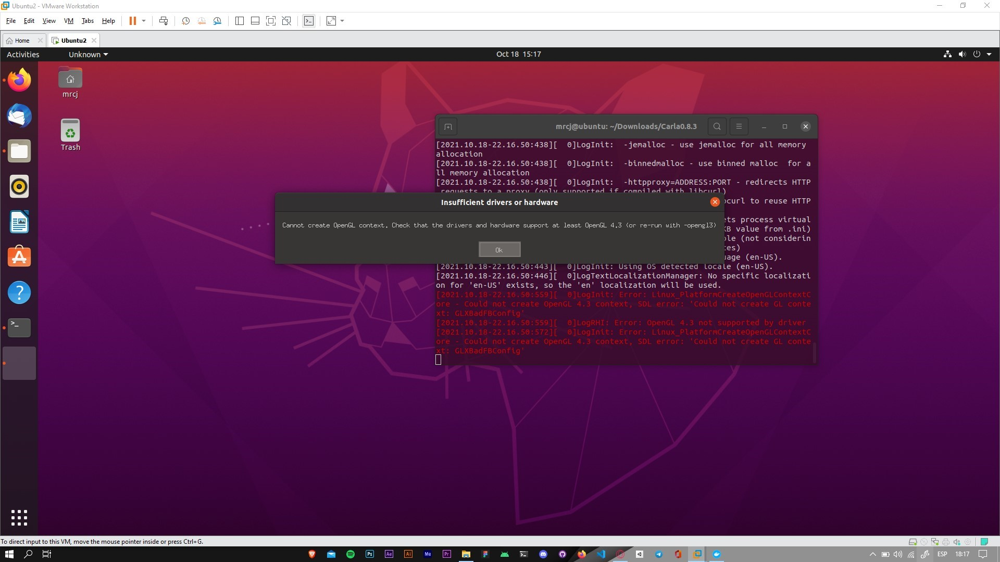 Ubuntu2 - VMware Workstation
File Edit View VM Tabs Help
Home Ubuntu2
Activities Unknown Oct 18 15:17
mrcj
Trash
mrcj@ubuntu: ~/Downloads/Carla0.8.3
[2021.10.18-22.16.50:438][  0]LogInit:  -jemalloc - use jemalloc for all memory
allocation
[2021.10.18-22.16.50:438][  0]LogInit:  -binnedmalloc - use binned malloc  for a
ll memory allocation
[2021.10.18-22.16.50:438][  0]LogInit:  -httpproxy=ADDRESS:PORT - redirects HTTP
requests to a proxy (only supported if compiled with libcurl)
curl to reuse HTTP
ets process virtual
KB value from .ini)
ble (not considerin
tes)
uage (en-US).
[2021.10.18-22.16.50:443][  0]LogInit: Using OS detected locale (en-US).
[2021.10.18-22.16.50:446][  0]LogTextLocalizationManager: No specific localizati
on for 'en-US' exists, so the 'en' localization will be used.
[2021.10.18-22.16.50:559][  0]LogInit: Error: Linux_PlatformCreateOpenGLContextC
ore - Could not create OpenGL 4.3 context, SDL error: 'Could not create GL conte
xt: GLXBadFBConfig'
[2021.10.18-22.16.50:559][  0]LogRHI: Error: OpenGL 4.3 not supported by driver
[2021.10.18-22.16.50:572][  0]LogInit: Error: Linux_PlatformCreateOpenGLContextC
ore - Could not create OpenGL 4.3 context, SDL error: 'Could not create GL conte
xt: GLXBadFBConfig'
Insufficient drivers or hardware
Cannot create OpenGL context. Check that the drivers and hardware support at least OpenGL 4.3 (or re-run with -opengl3)
Ok
To direct input to this VM, move the mouse pointer inside or press Ctrl+G.
Ps Ae Ai Me Pr
ESP 18:17